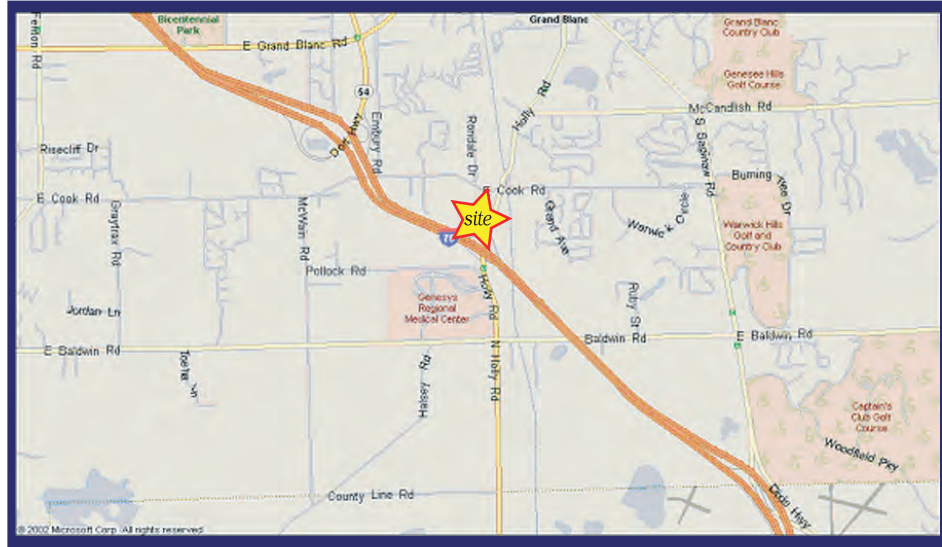 Fenton Rd
Bicentennial
Park
E Grand Blanc Rd
Grand Blanc
Grand Blanc
Country Club
Genesee Hills
Golf Course
54
Dort Hwy
Embury Rd
Rondale Dr
Holly Rd
McCandlish Rd
S Saginaw Rd
Risecliff Dr
E Cook Rd
E Cook Rd
Burning
Tree Dr
Graytrax Rd
McWain Rd
site
Grand Ave
Warwick Circle
Warwick Hills
Golf and
Country Club
Pollock Rd
Genesys
Regional
Medical Center
Holly Rd
Jordan Ln
Ruby St
E Baldwin Rd
Baldwin Rd
E Baldwin Rd
Halsey Rd
N Holly Rd
Captain's
Club Golf
Course
Woodfield Pky
County Line Rd
Dixie Hwy
© 2002 Microsoft Corp. All rights reserved.